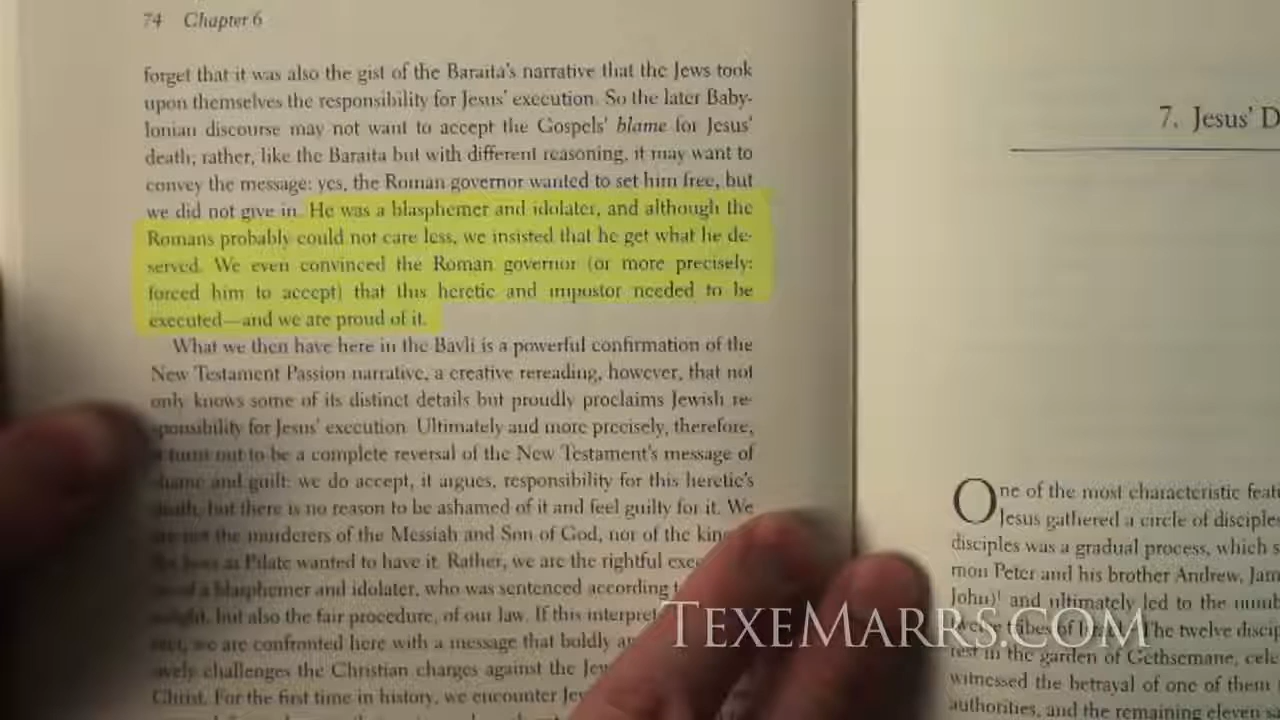 74 Chapter 6
forget that it was also the gist of the Baraita's narrative that the Jews took
upon themselves the responsibility for Jesus' execution. So the later Baby-
lonian discourse may not want to accept the Gospels' blame for Jesus'
death; rather, like the Baraita but with different reasoning, it may want to
convey the message: yes, the Roman governor wanted to set him free, but
we did not give in. He was a blasphemer and idolater, and although the
Romans probably could not care less, we insisted that he get what he de-
served. We even convinced the Roman governor (or more precisely:
forced him to accept) that this heretic and impostor needed to be
executed—and we are proud of it.
What we then have here in the Bavli is a powerful confirmation of the
New Testament Passion narrative, a creative rereading, however, that not
only knows some of its distinct details but proudly proclaims Jewish re-
sponsibility for Jesus' execution. Ultimately and more precisely, therefore,
turns out to be a complete reversal of the New Testament's message of
shame and guilt: we do accept, it argues, responsibility for this heretic's
death, but there is no reason to be ashamed of it and feel guilty for it. We
are not the murderers of the Messiah and Son of God, nor of the king
as Pilate wanted to have it. Rather, we are the rightful
of a blasphemer and idolater, who was sentenced according
but also the fair procedure, of our law. If this
we are confronted here with a message that boldly
challenges the Christian charges against the
Christ. For the first time in history, we encounter
7. Jesus'
One of the most characteristic
Jesus gathered a circle of disciples
disciples was a gradual process, which
mon Peter and his brother Andrew,
John)! and ultimately led to the
twelve tribes of The twelve
rest in the garden of Gethsemane,
witnessed the betrayal of one of them
authorities, and the remaining eleven
TEXEMARRS.COM